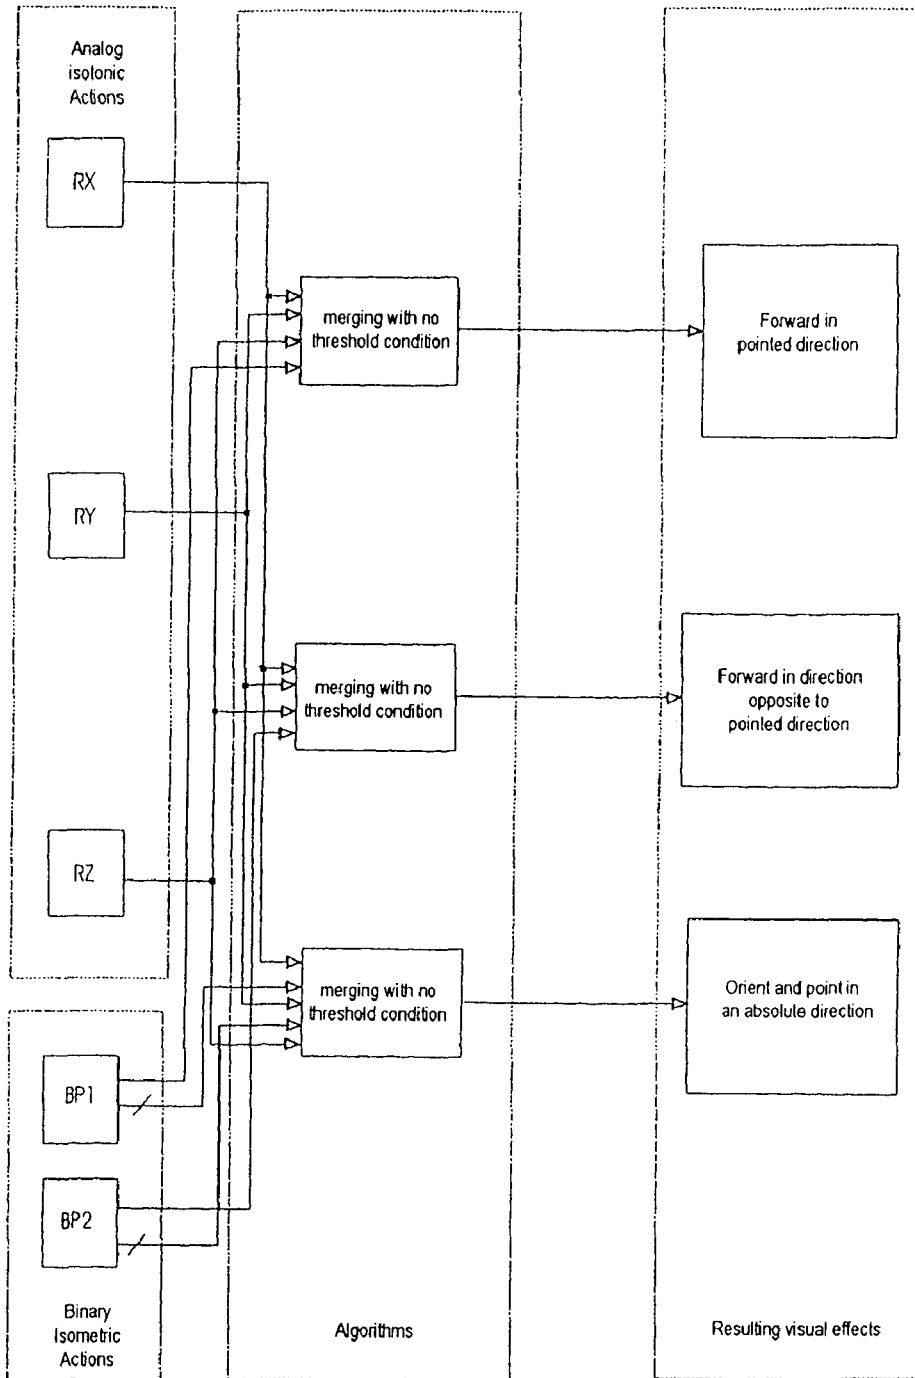 Analog
isotonic
Actions
RX
merging with no
threshold condition
Forward in
pointed direction
RY
merging with no
threshold condition
Forward in direction
opposite to
pointed direction
RZ
merging with no
threshold condition
Orient and point in
an absolute direction
BP1
BP2
Binary
Isometric
Actions
Algorithms
Resulting visual effects